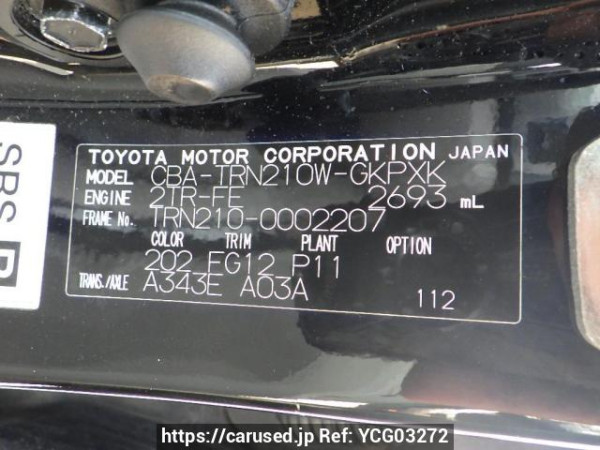 TOYOTA MOTOR CORPORATION JAPAN
MODEL CBA-TRN210W-GKPXK
ENGINE 2TR-FE 2693 mL
FRAME No. TRN210-0002207
COLOR TRIM PLANT OPTION
202 FG12 P11
TRANS./AXLE A343E A03A
112
SRS
https://carused.jp Ref: YCG03272